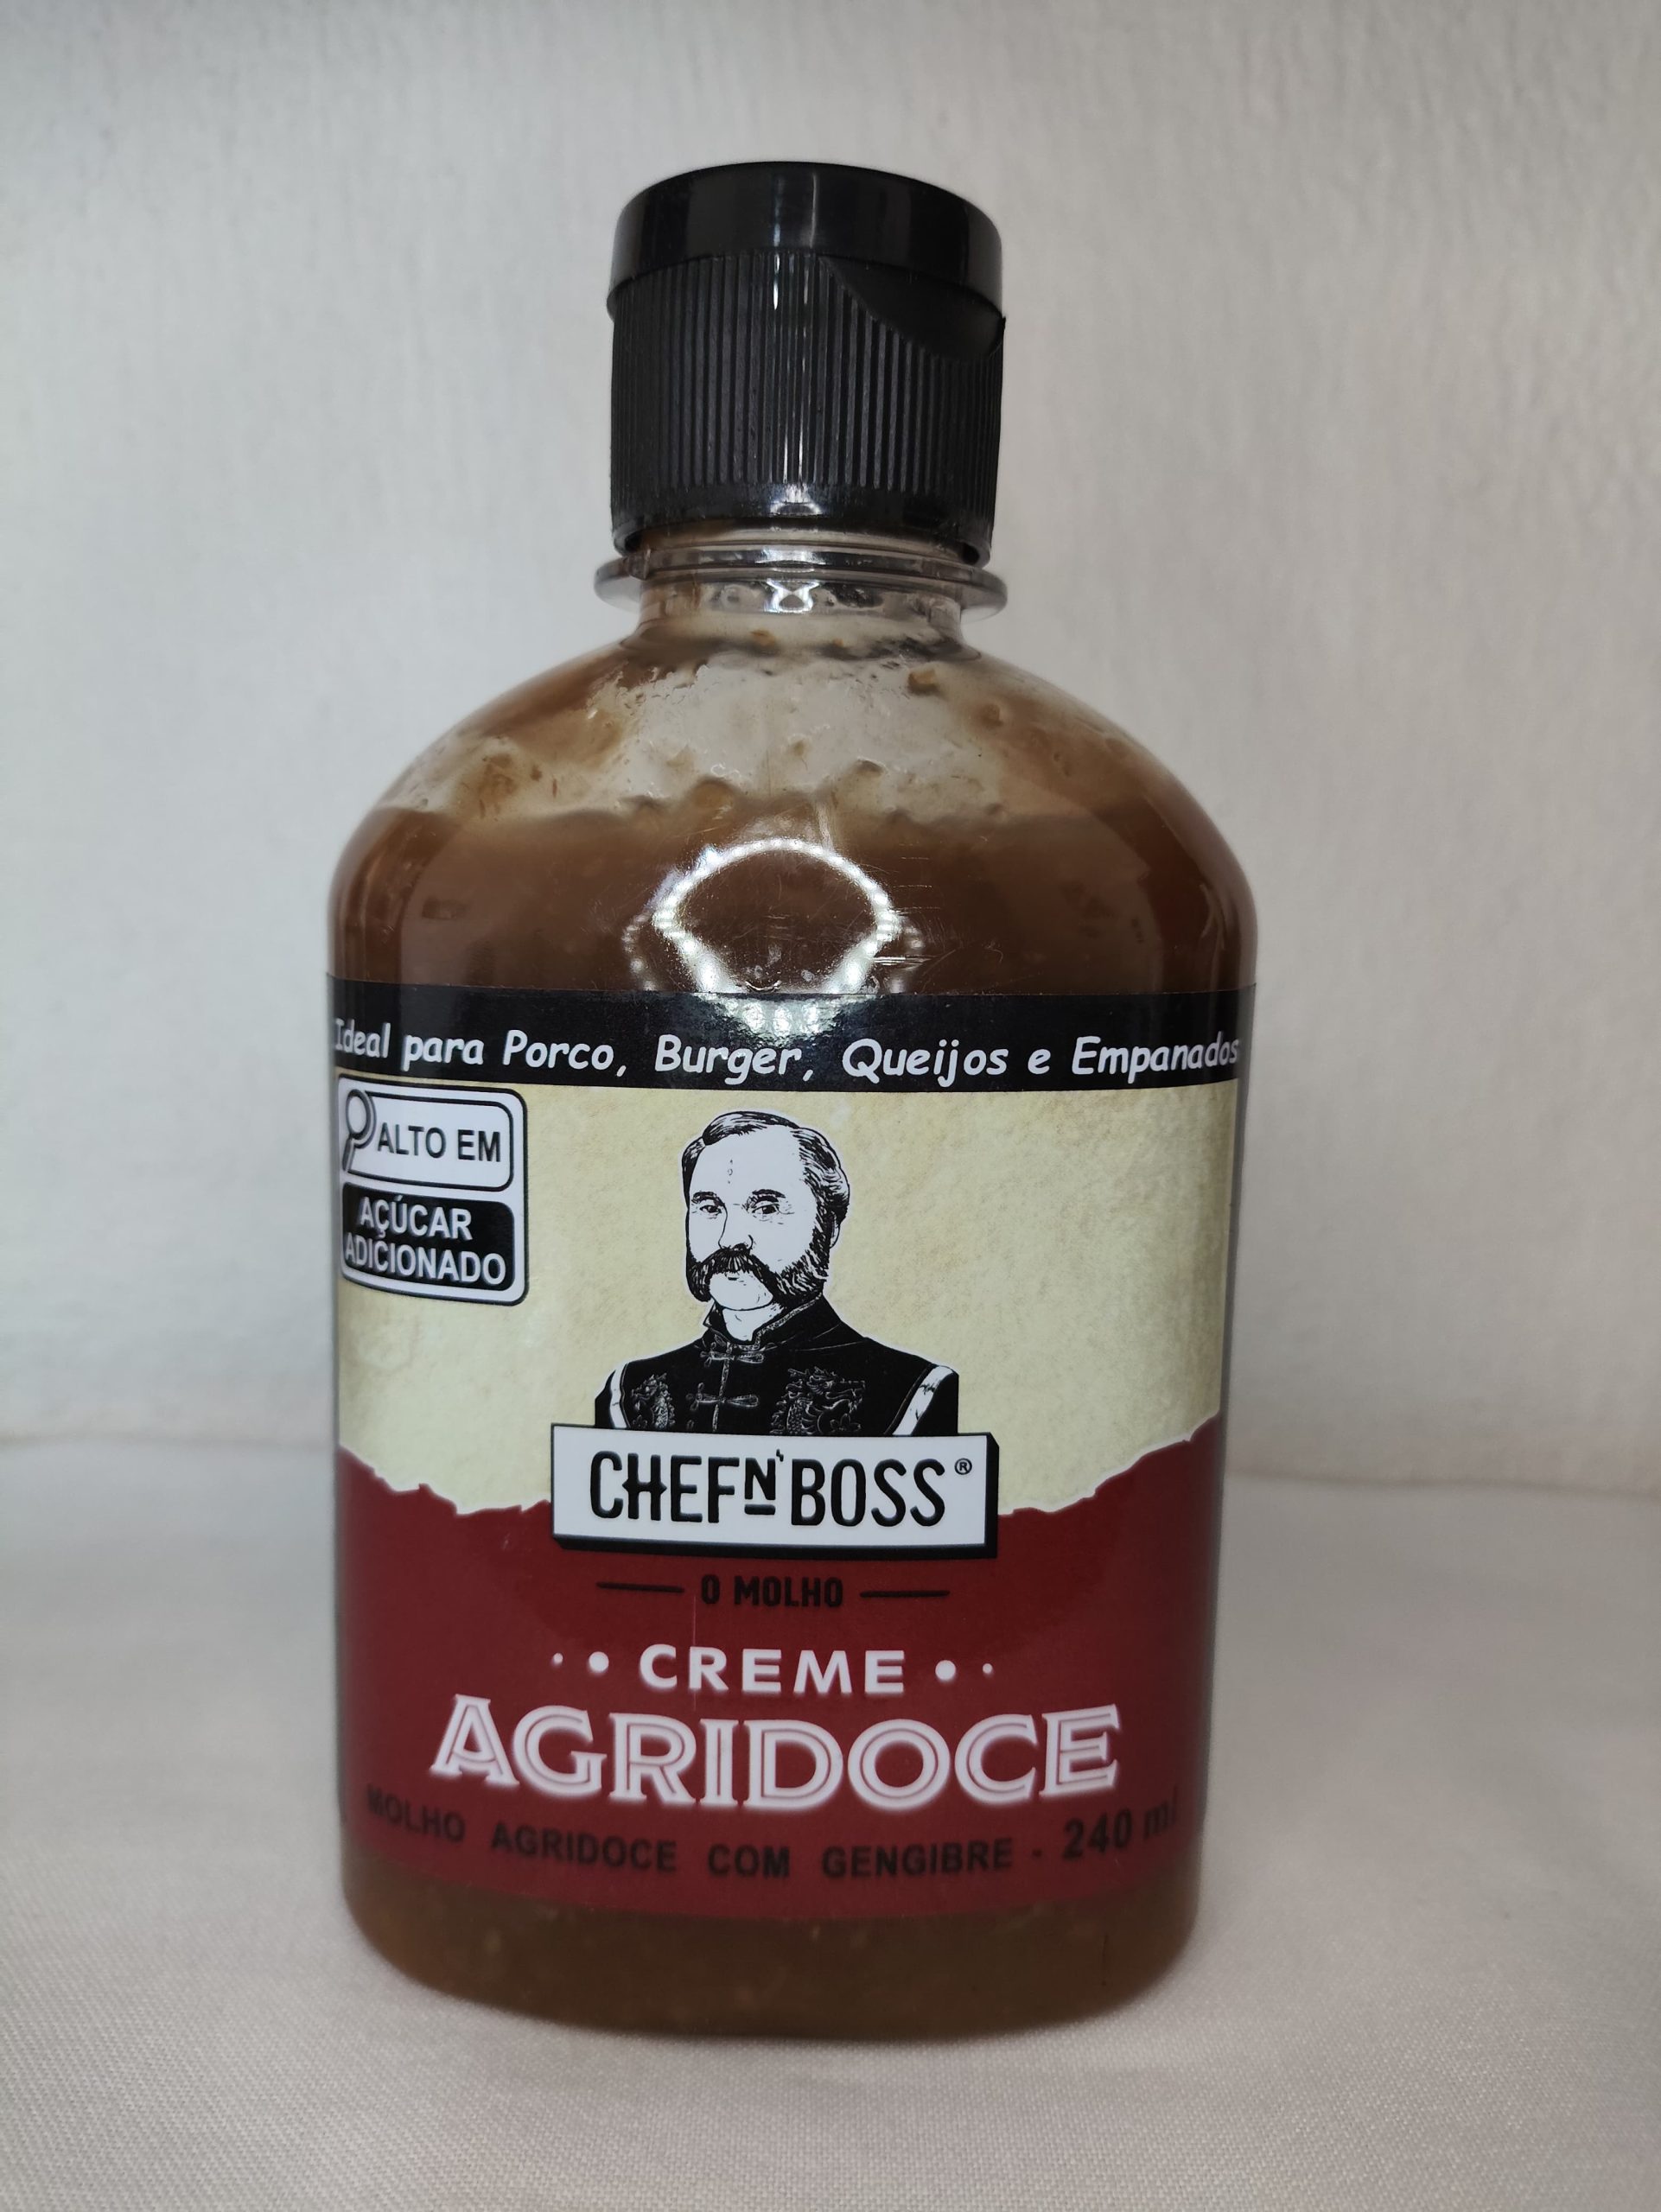 Ideal para Porco, Burger, Queijos e Empanados
ALTO EM
AÇÚCAR
ADICIONADO
CHEF N' BOSS®
O MOLHO
CREME
AGRIDOCE
MOLHO AGRIDOCE COM GENGIBRE - 240 ml